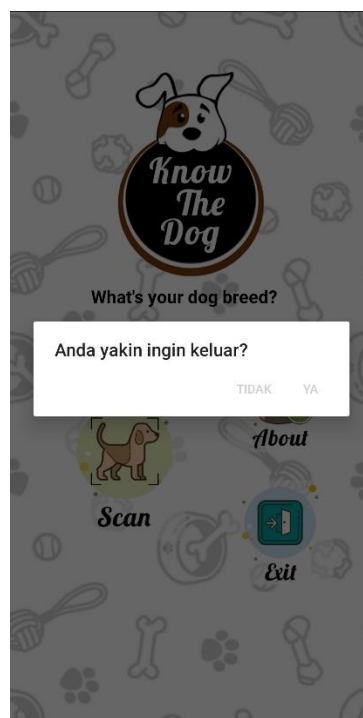 Know
The
Dog
What's your dog breed?
Anda yakin ingin keluar?
TIDAK YA
About
Scan
Exit